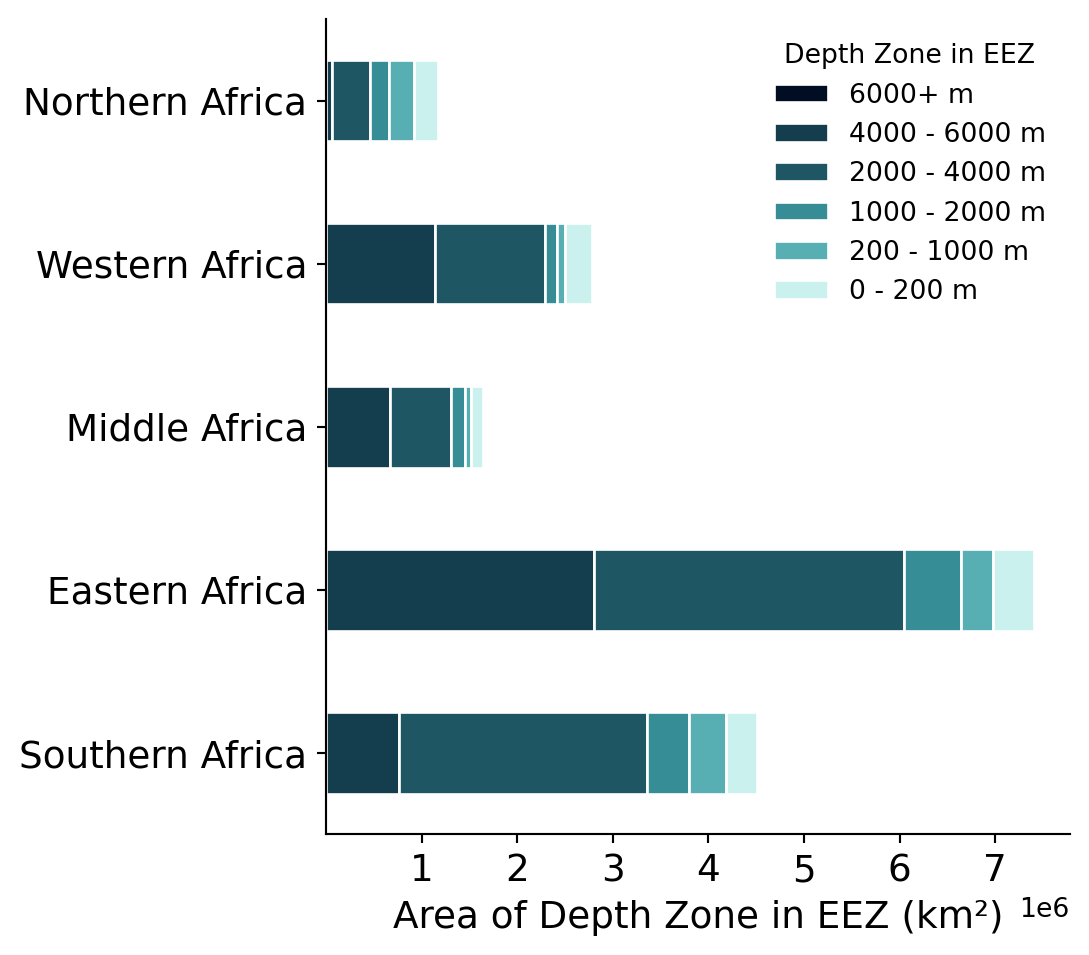 Depth Zone in EEZ
6000+ m
4000 - 6000 m
2000 - 4000 m
1000 - 2000 m
200 - 1000 m
0 - 200 m
Northern Africa
Western Africa
Middle Africa
Eastern Africa
Southern Africa
1 2 3 4 5 6 7
Area of Depth Zone in EEZ (km²) 1e6